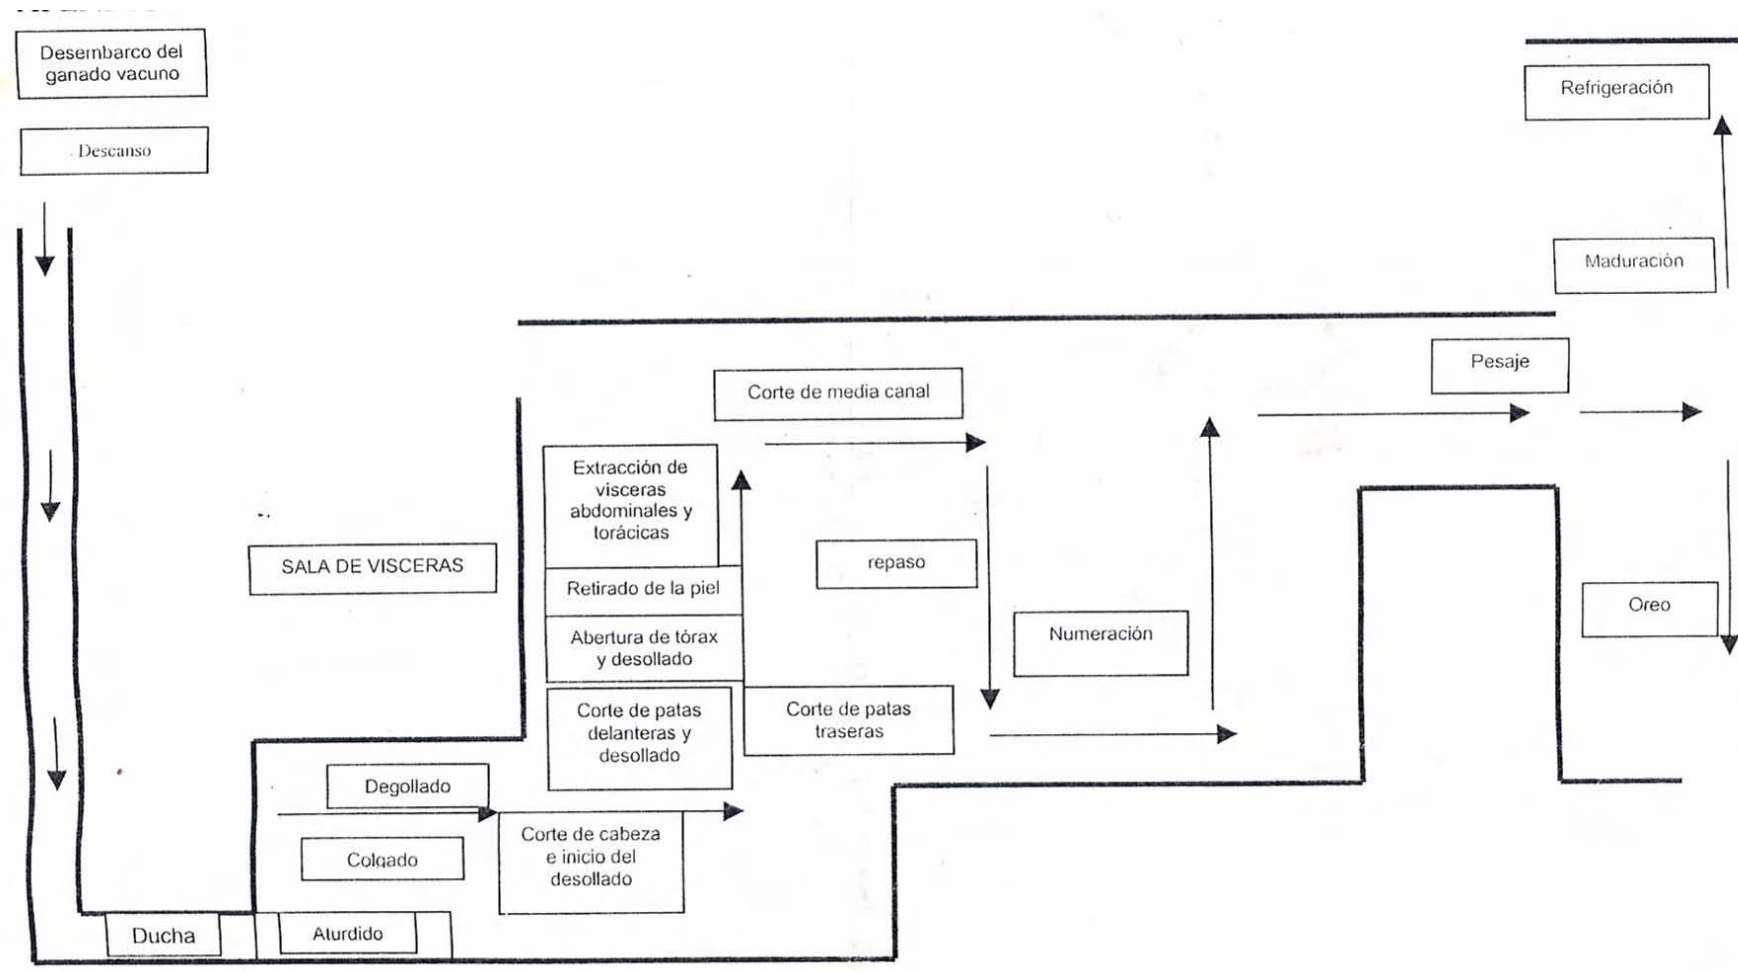 Desembarco del
ganado vacuno
Descanso
Refrigeración
Maduración
Pesaje
Corte de media canal
Extracción de
visceras
abdominales y
torácicas
SALA DE VISCERAS
repaso
Retirado de la piel
Oreo
Numeración
Abertura de tórax
y desollado
Corte de patas
delanteras y
desollado
Corte de patas
traseras
Degollado
Colgado
Corte de cabeza
e inicio del
desollado
Ducha
Aturdido